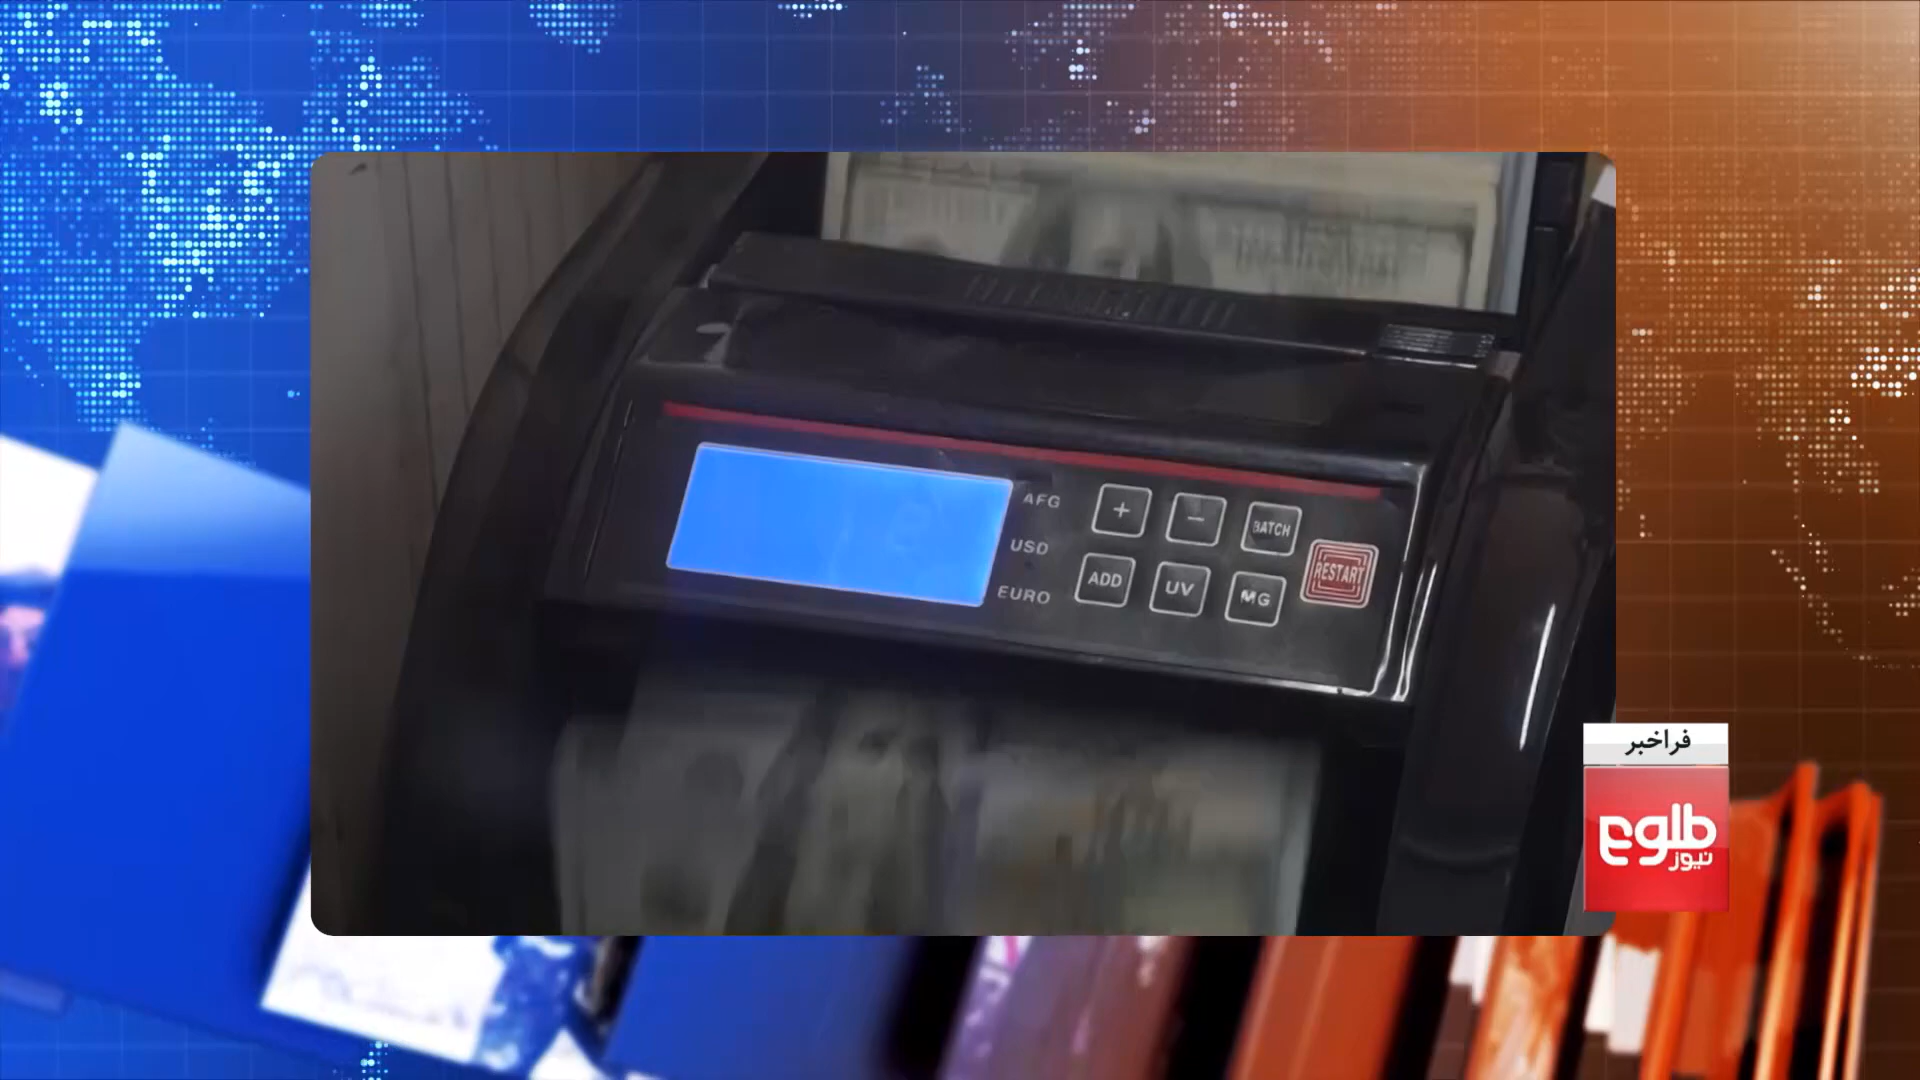 AFG
USD
EURO
+
−
BATCH
ADD
UV
MG
RESTART
فراخبر
طلوع
نیوز